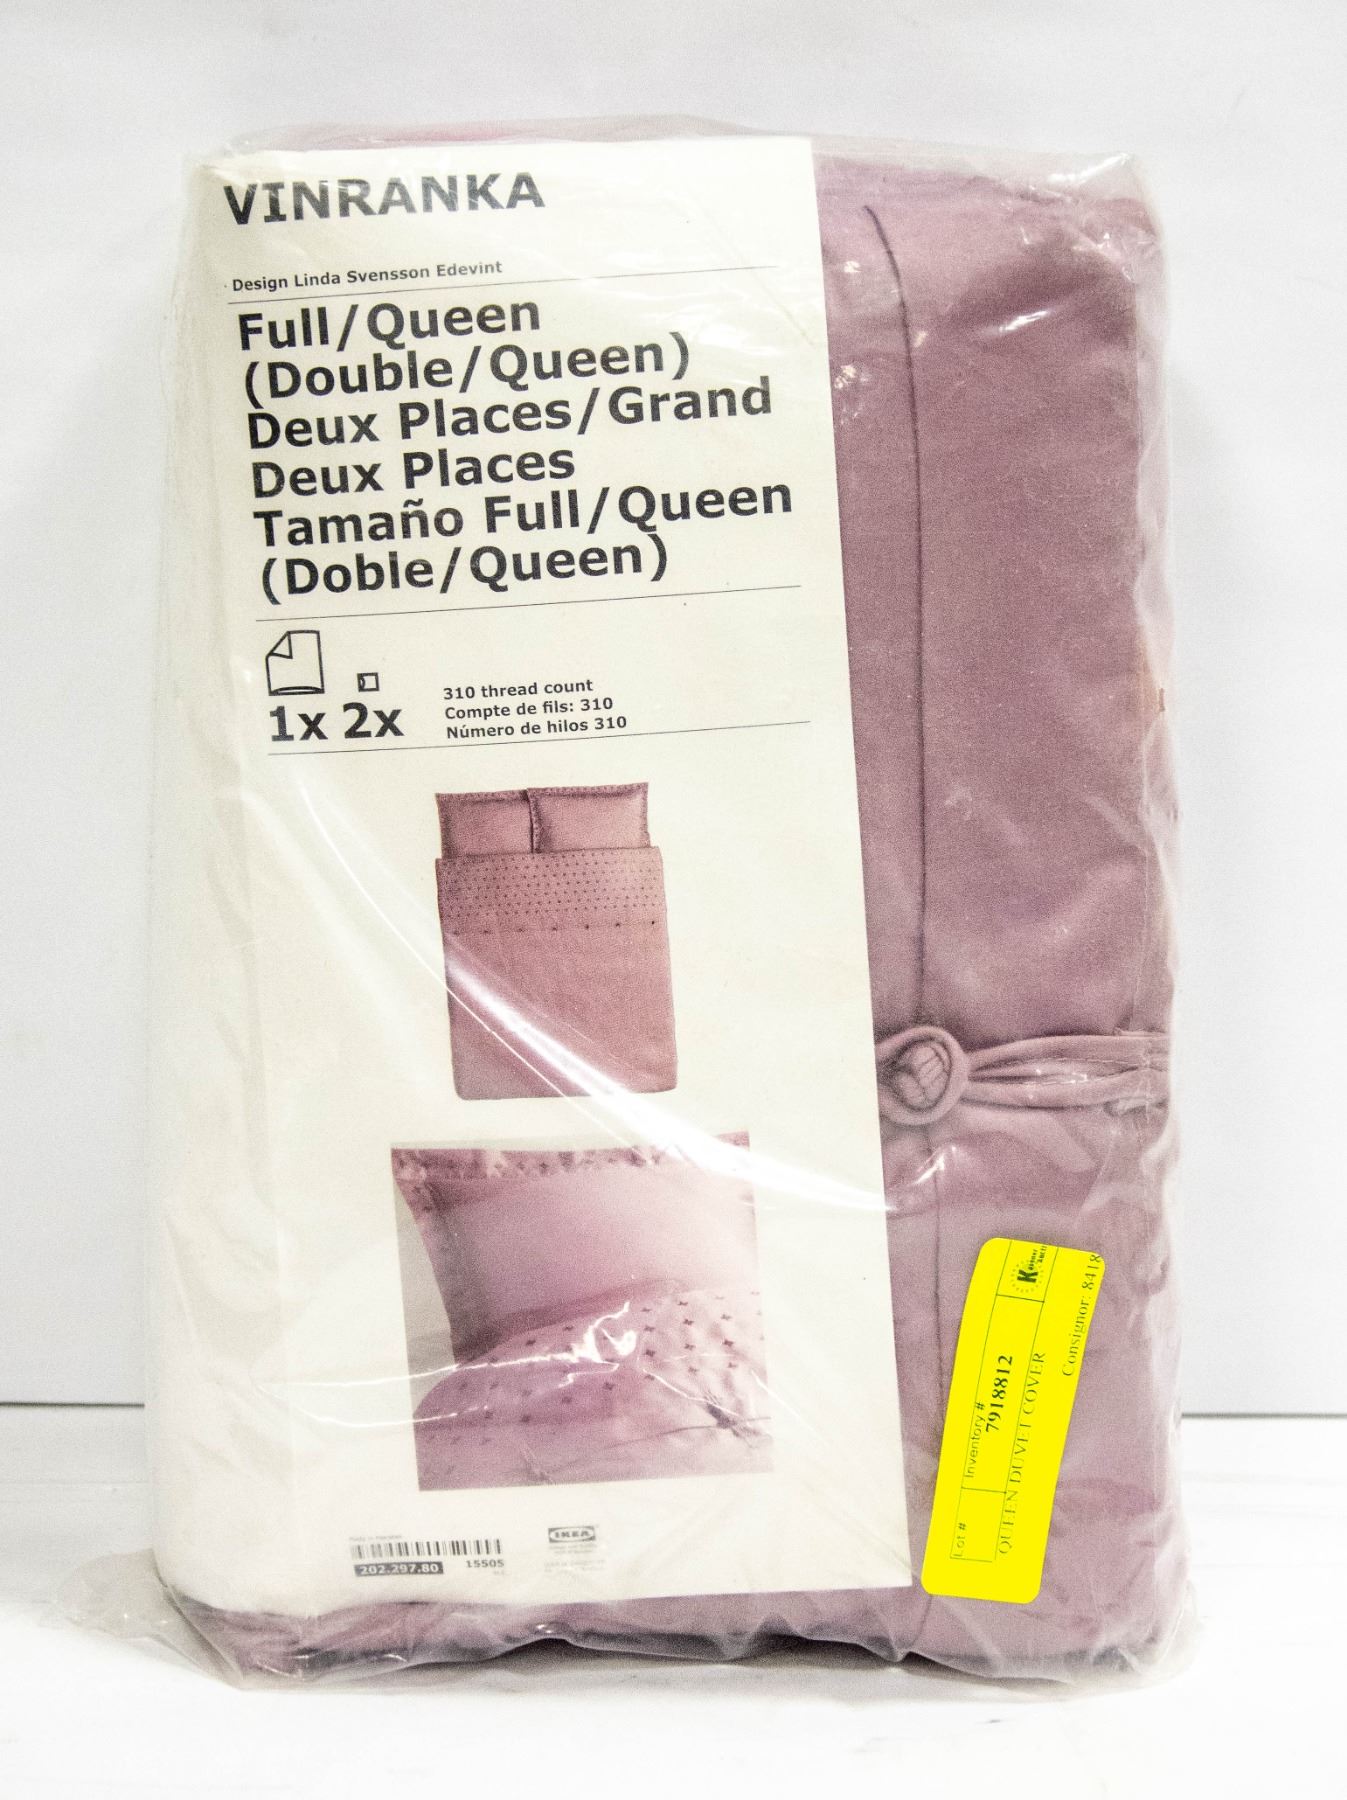 VINRANKA
Design Linda Svensson Edevint
Full/Queen
(Double/Queen)
Deux Places/Grand
Deux Places
Tamaño Full/Queen
(Doble/Queen)
1x 2x
310 thread count
Compte de fils: 310
Número de hilos 310
202.297.80
15505
IKEA
Lot #
Inventory #
7918812
QUEEN DUVET COVER
Consignor: 8418